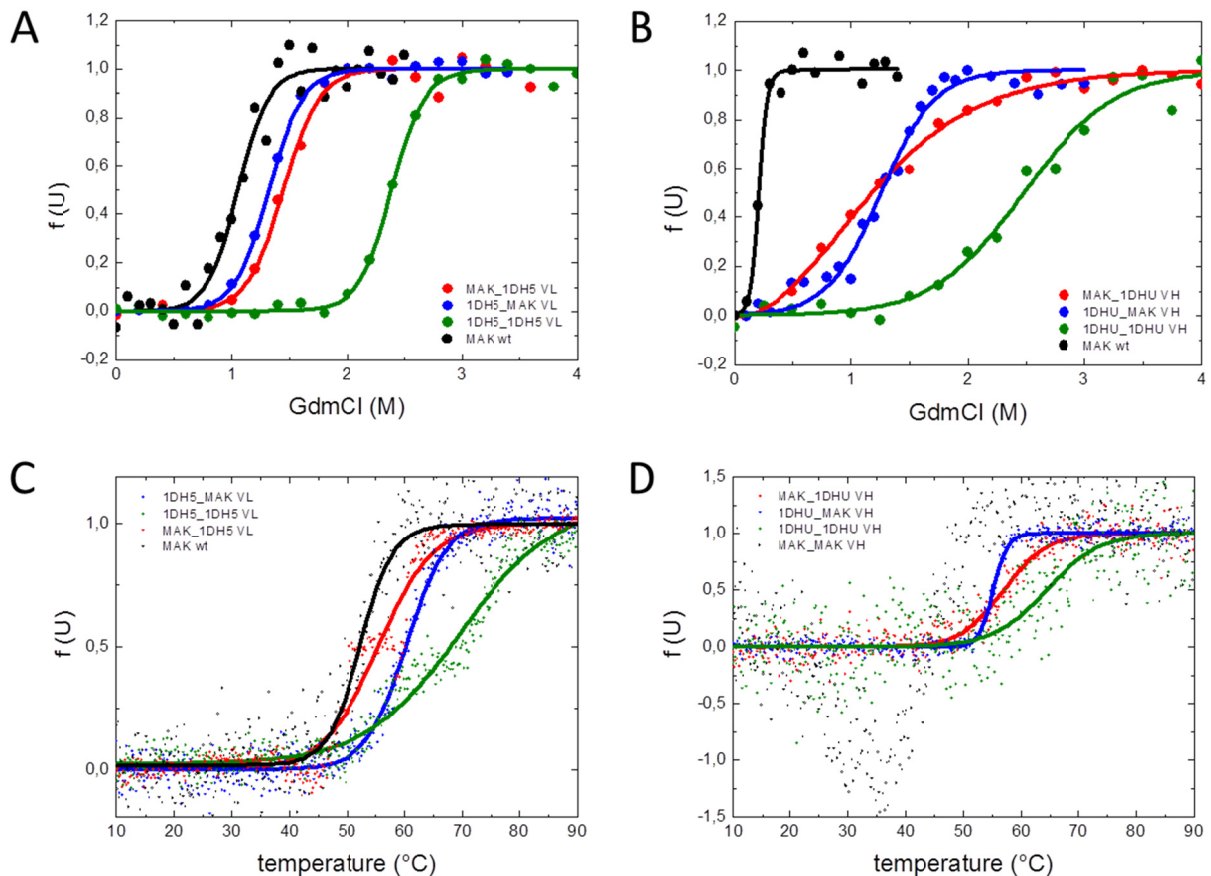 A
f (U)
1,2
1,0
0,8
0,6
0,4
0,2
0,0
-0,2
MAK_1DH5 VL
1DH5_MAK VL
1DH5_1DH5 VL
MAK wt
0 1 2 3 4
GdmCl (M)
B
f (U)
1,2
1,0
0,8
0,6
0,4
0,2
0,0
-0,2
MAK_1DHU VH
1DHU_MAK VH
1DHU_1DHU VH
MAK wt
0 1 2 3 4
GdmCl (M)
C
f (U)
1,0
0,5
0,0
1DH5_MAK VL
1DH5_1DH5 VL
MAK_1DH5 VL
MAK wt
10 20 30 40 50 60 70 80 90
temperature (°C)
D
f (U)
1,5
1,0
0,5
0,0
-0,5
-1,0
-1,5
MAK_1DHU VH
1DHU_MAK VH
1DHU_1DHU VH
MAK_MAK VH
10 20 30 40 50 60 70 80 90
temperature (°C)